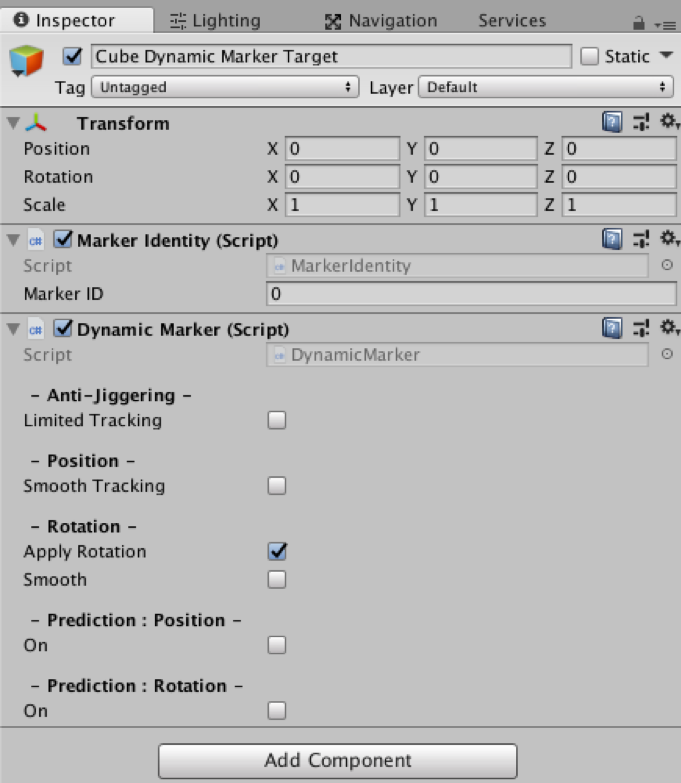 Inspector Lighting Navigation Services
Cube Dynamic Marker Target Static
Tag Untagged Layer Default
Transform
Position X 0 Y 0 Z 0
Rotation X 0 Y 0 Z 0
Scale X 1 Y 1 Z 1
c# Marker Identity (Script)
Script MarkerIdentity
Marker ID 0
c# Dynamic Marker (Script)
Script DynamicMarker
- Anti-Jiggering -
Limited Tracking
- Position -
Smooth Tracking
- Rotation -
Apply Rotation
Smooth
- Prediction : Position -
On
- Prediction : Rotation -
On
Add Component